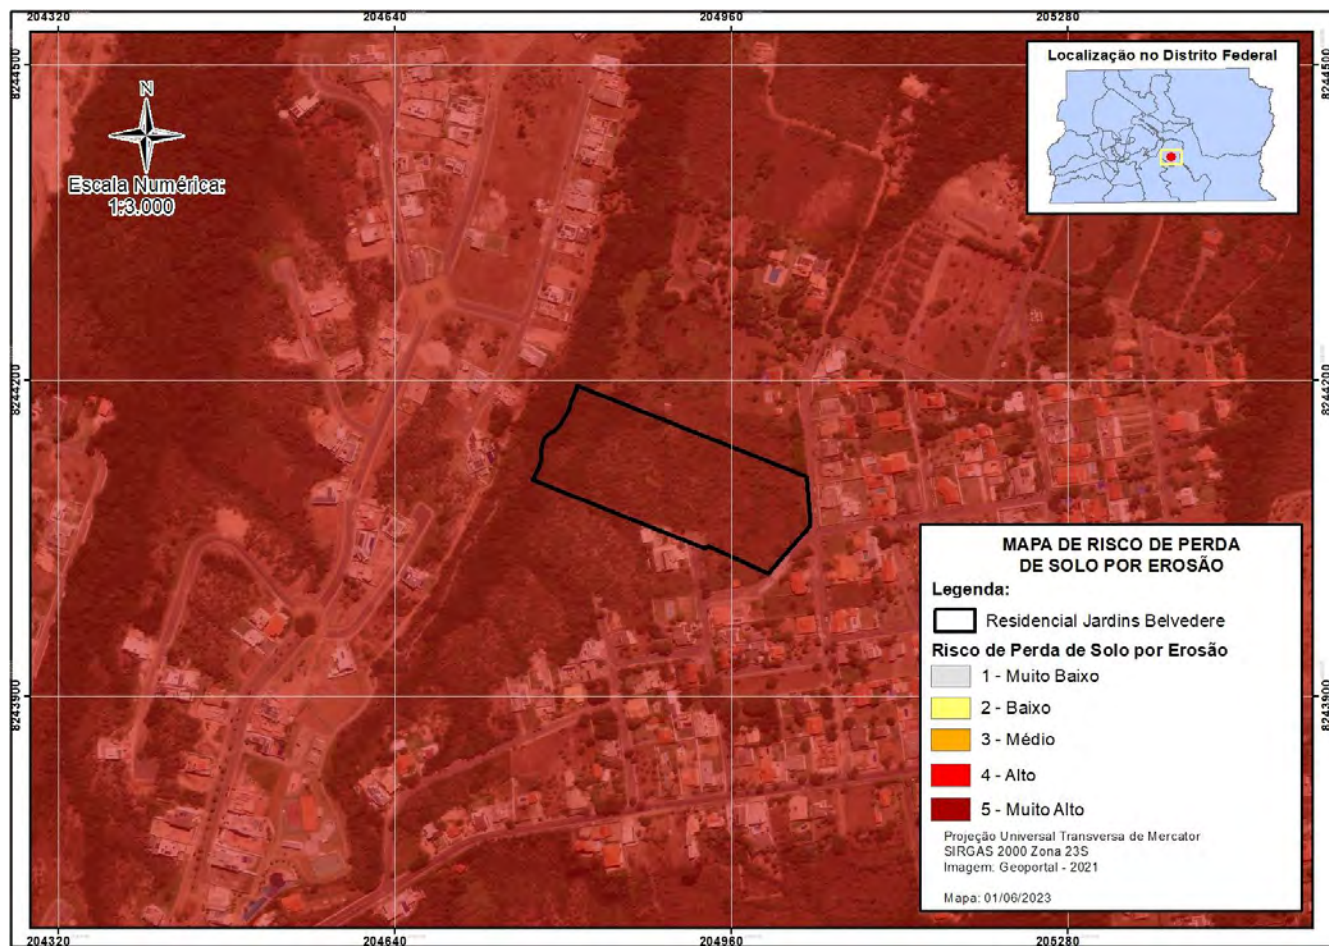 204320 204640 204960 205280
8244500 8244500
N
Escala Numérica:
1:3.000
Localização no Distrito Federal
8244200 8244200
8243900 8243900
MAPA DE RISCO DE PERDA
DE SOLO POR EROSÃO
Legenda:
Residencial Jardins Belvedere
Risco de Perda de Solo por Erosão
1 - Muito Baixo
2 - Baixo
3 - Médio
4 - Alto
5 - Muito Alto
Projeção Universal Transversa de Mercator
SIRGAS 2000 Zona 23S
Imagem: Geoportal - 2021
Mapa: 01/06/2023
204320 204640 204960 205280